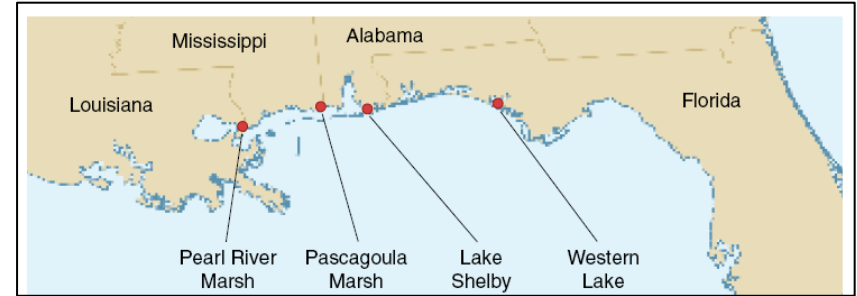 Alabama
Mississippi
Louisiana
Florida
Pearl River
Marsh
Pascagoula
Marsh
Lake
Shelby
Western
Lake